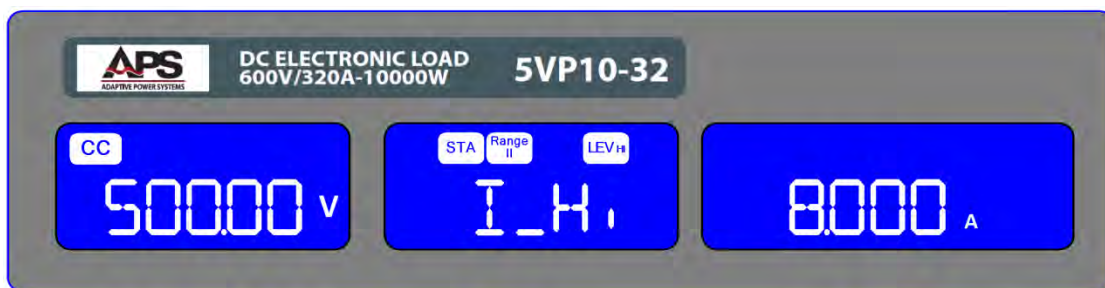 APS
ADAPTIVE POWER SYSTEMS
DC ELECTRONIC LOAD
600V/320A-10000W
5VP10-32
CC
500.00 V
STA
Range
II
LEV HI
I_Hi
8.000 A